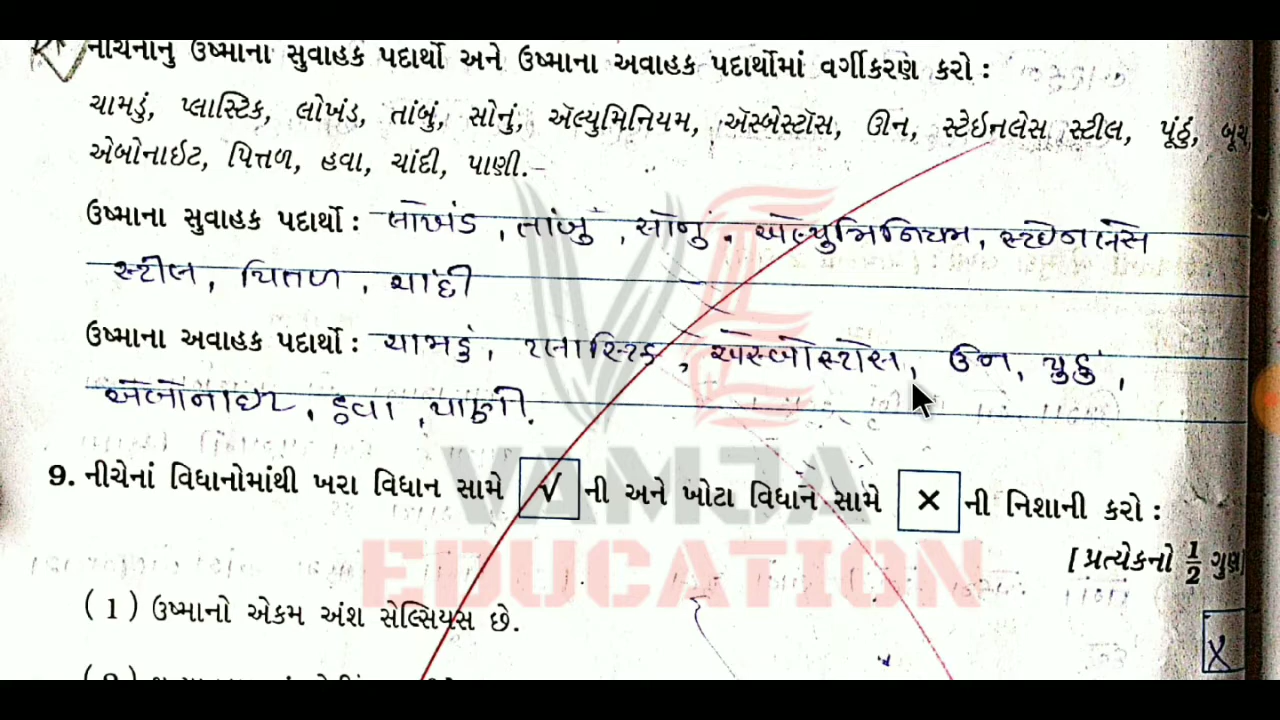 નીચેનાનું ઉષ્માના સુવાહક પદાર્થો અને ઉષ્માના અવાહક પદાર્થોમાં વર્ગીકરણ કરો :
ચામડું, પ્લાસ્ટિક, લોખંડ, તાંબું, સોનું, ઍલ્યુમિનિયમ, ઍસ્બેસ્ટૉસ, ઊન, સ્ટેઇનલેસ સ્ટીલ, પૂંઠું, બૂચ,
એબોનાઇટ, પિત્તળ, હવા, ચાંદી, પાણી.
ઉષ્માના સુવાહક પદાર્થો : લોખંડ, તાંબુ, સોનું, એલ્યુમિનિયમ, સ્ટેઇનલેસ
સ્ટીલ, પિતળ, ચાંદી
ઉષ્માના અવાહક પદાર્થો : ચામડું, પ્લાસ્ટિક, એસ્બોસ્ટોસ, ઉન, પુઠુ,
એબોનાઇટ, હવા, પાણી.
9. નીચેનાં વિધાનોમાંથી ખરા વિધાન સામે √ ની અને ખોટા વિધાન સામે × ની નિશાની કરો :
[પ્રત્યેકનો 1/2 ગુણ]
(1) ઉષ્માનો એકમ અંશ સેલ્સિયસ છે. X
VAMJA
EDUCATION